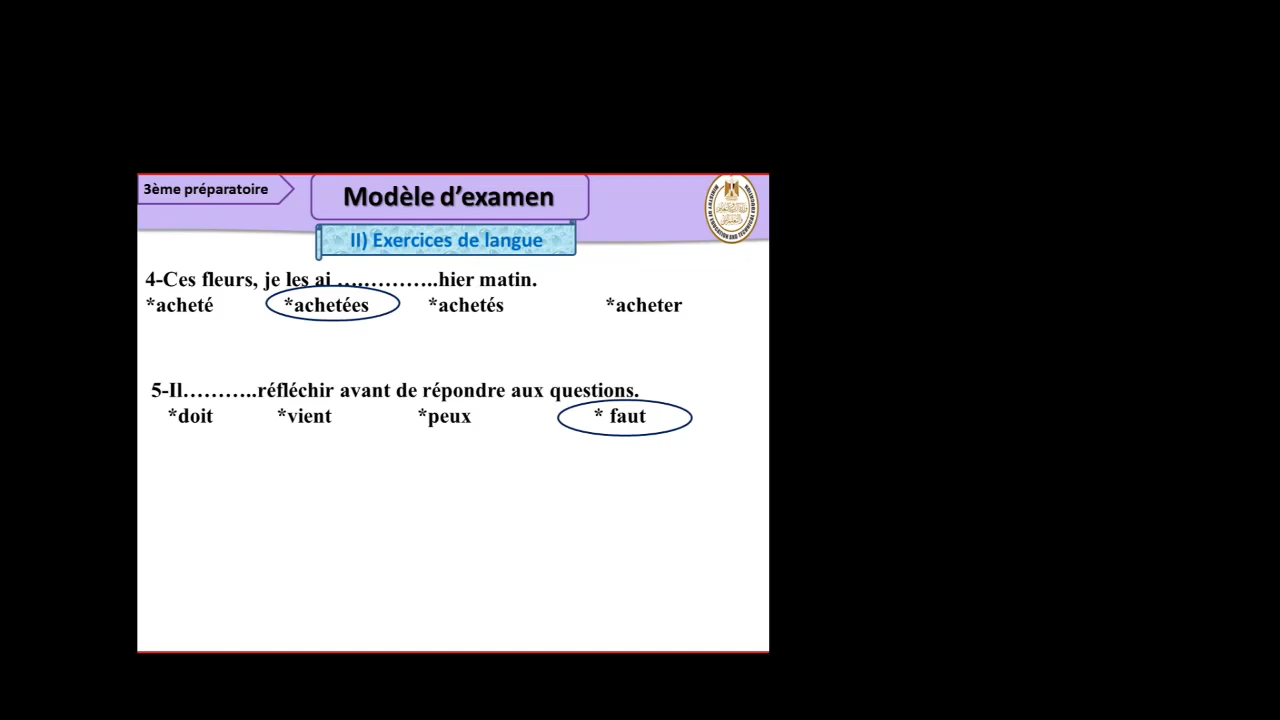 3ème préparatoire
Modèle d'examen
II) Exercices de langue
4-Ces fleurs, je les ai ….………..hier matin.
*acheté *achetées *achetés *acheter
5-Il………..réfléchir avant de répondre aux questions.
*doit *vient *peux * faut